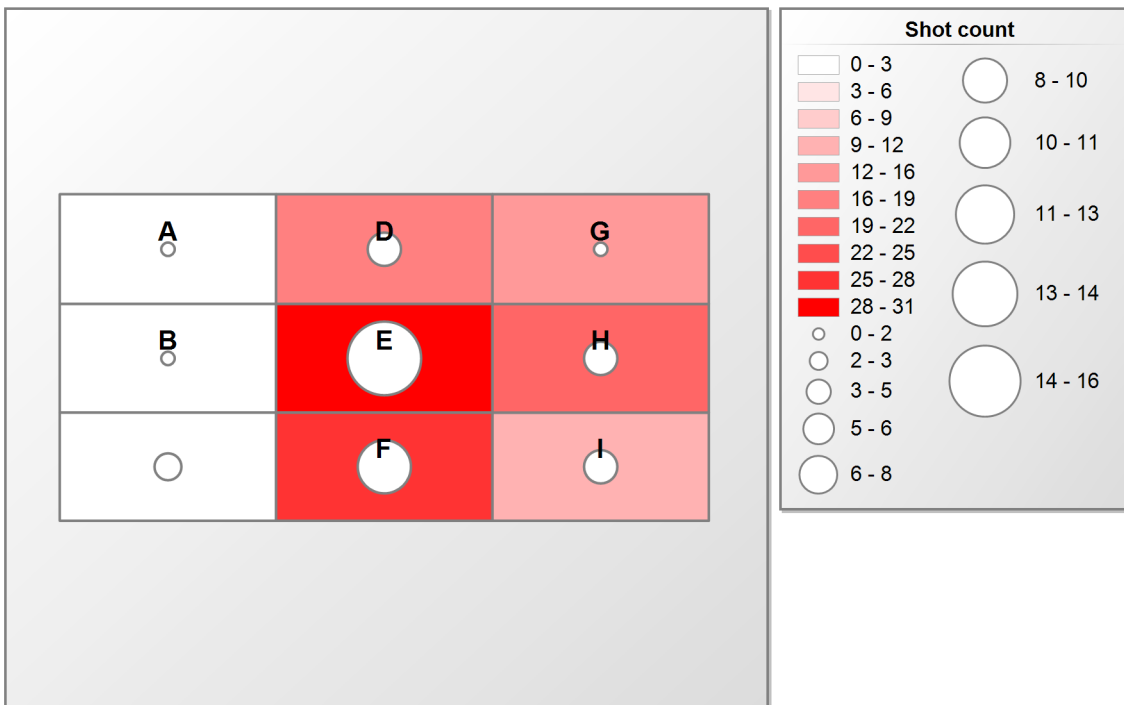 A
D
G
B
E
H
F
I
Shot count
0 - 3
3 - 6
6 - 9
9 - 12
12 - 16
16 - 19
19 - 22
22 - 25
25 - 28
28 - 31
0 - 2
2 - 3
3 - 5
5 - 6
6 - 8
8 - 10
10 - 11
11 - 13
13 - 14
14 - 16